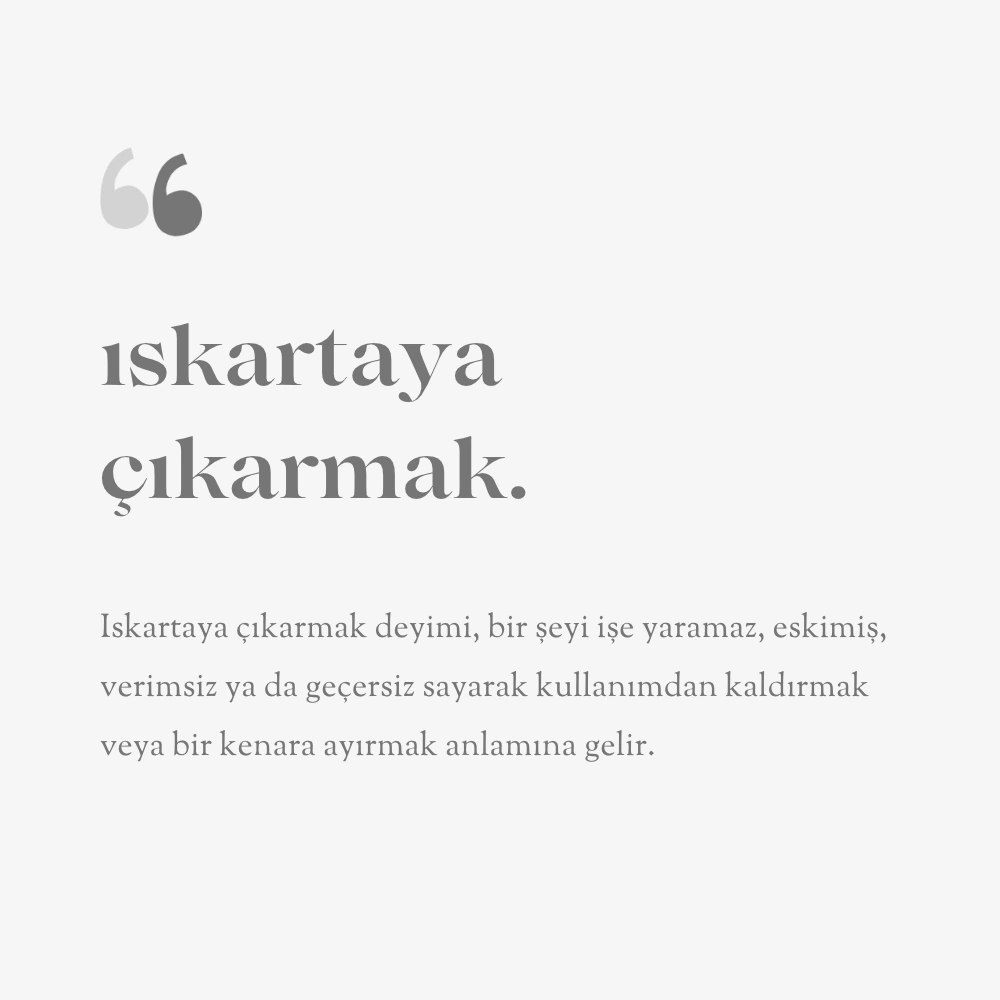 ıskartaya
çıkarmak.
Iskartaya çıkarmak deyimi, bir şeyi işe yaramaz, eskimiş,
verimsiz ya da geçersiz sayarak kullanımdan kaldırmak
veya bir kenara ayırmak anlamına gelir.